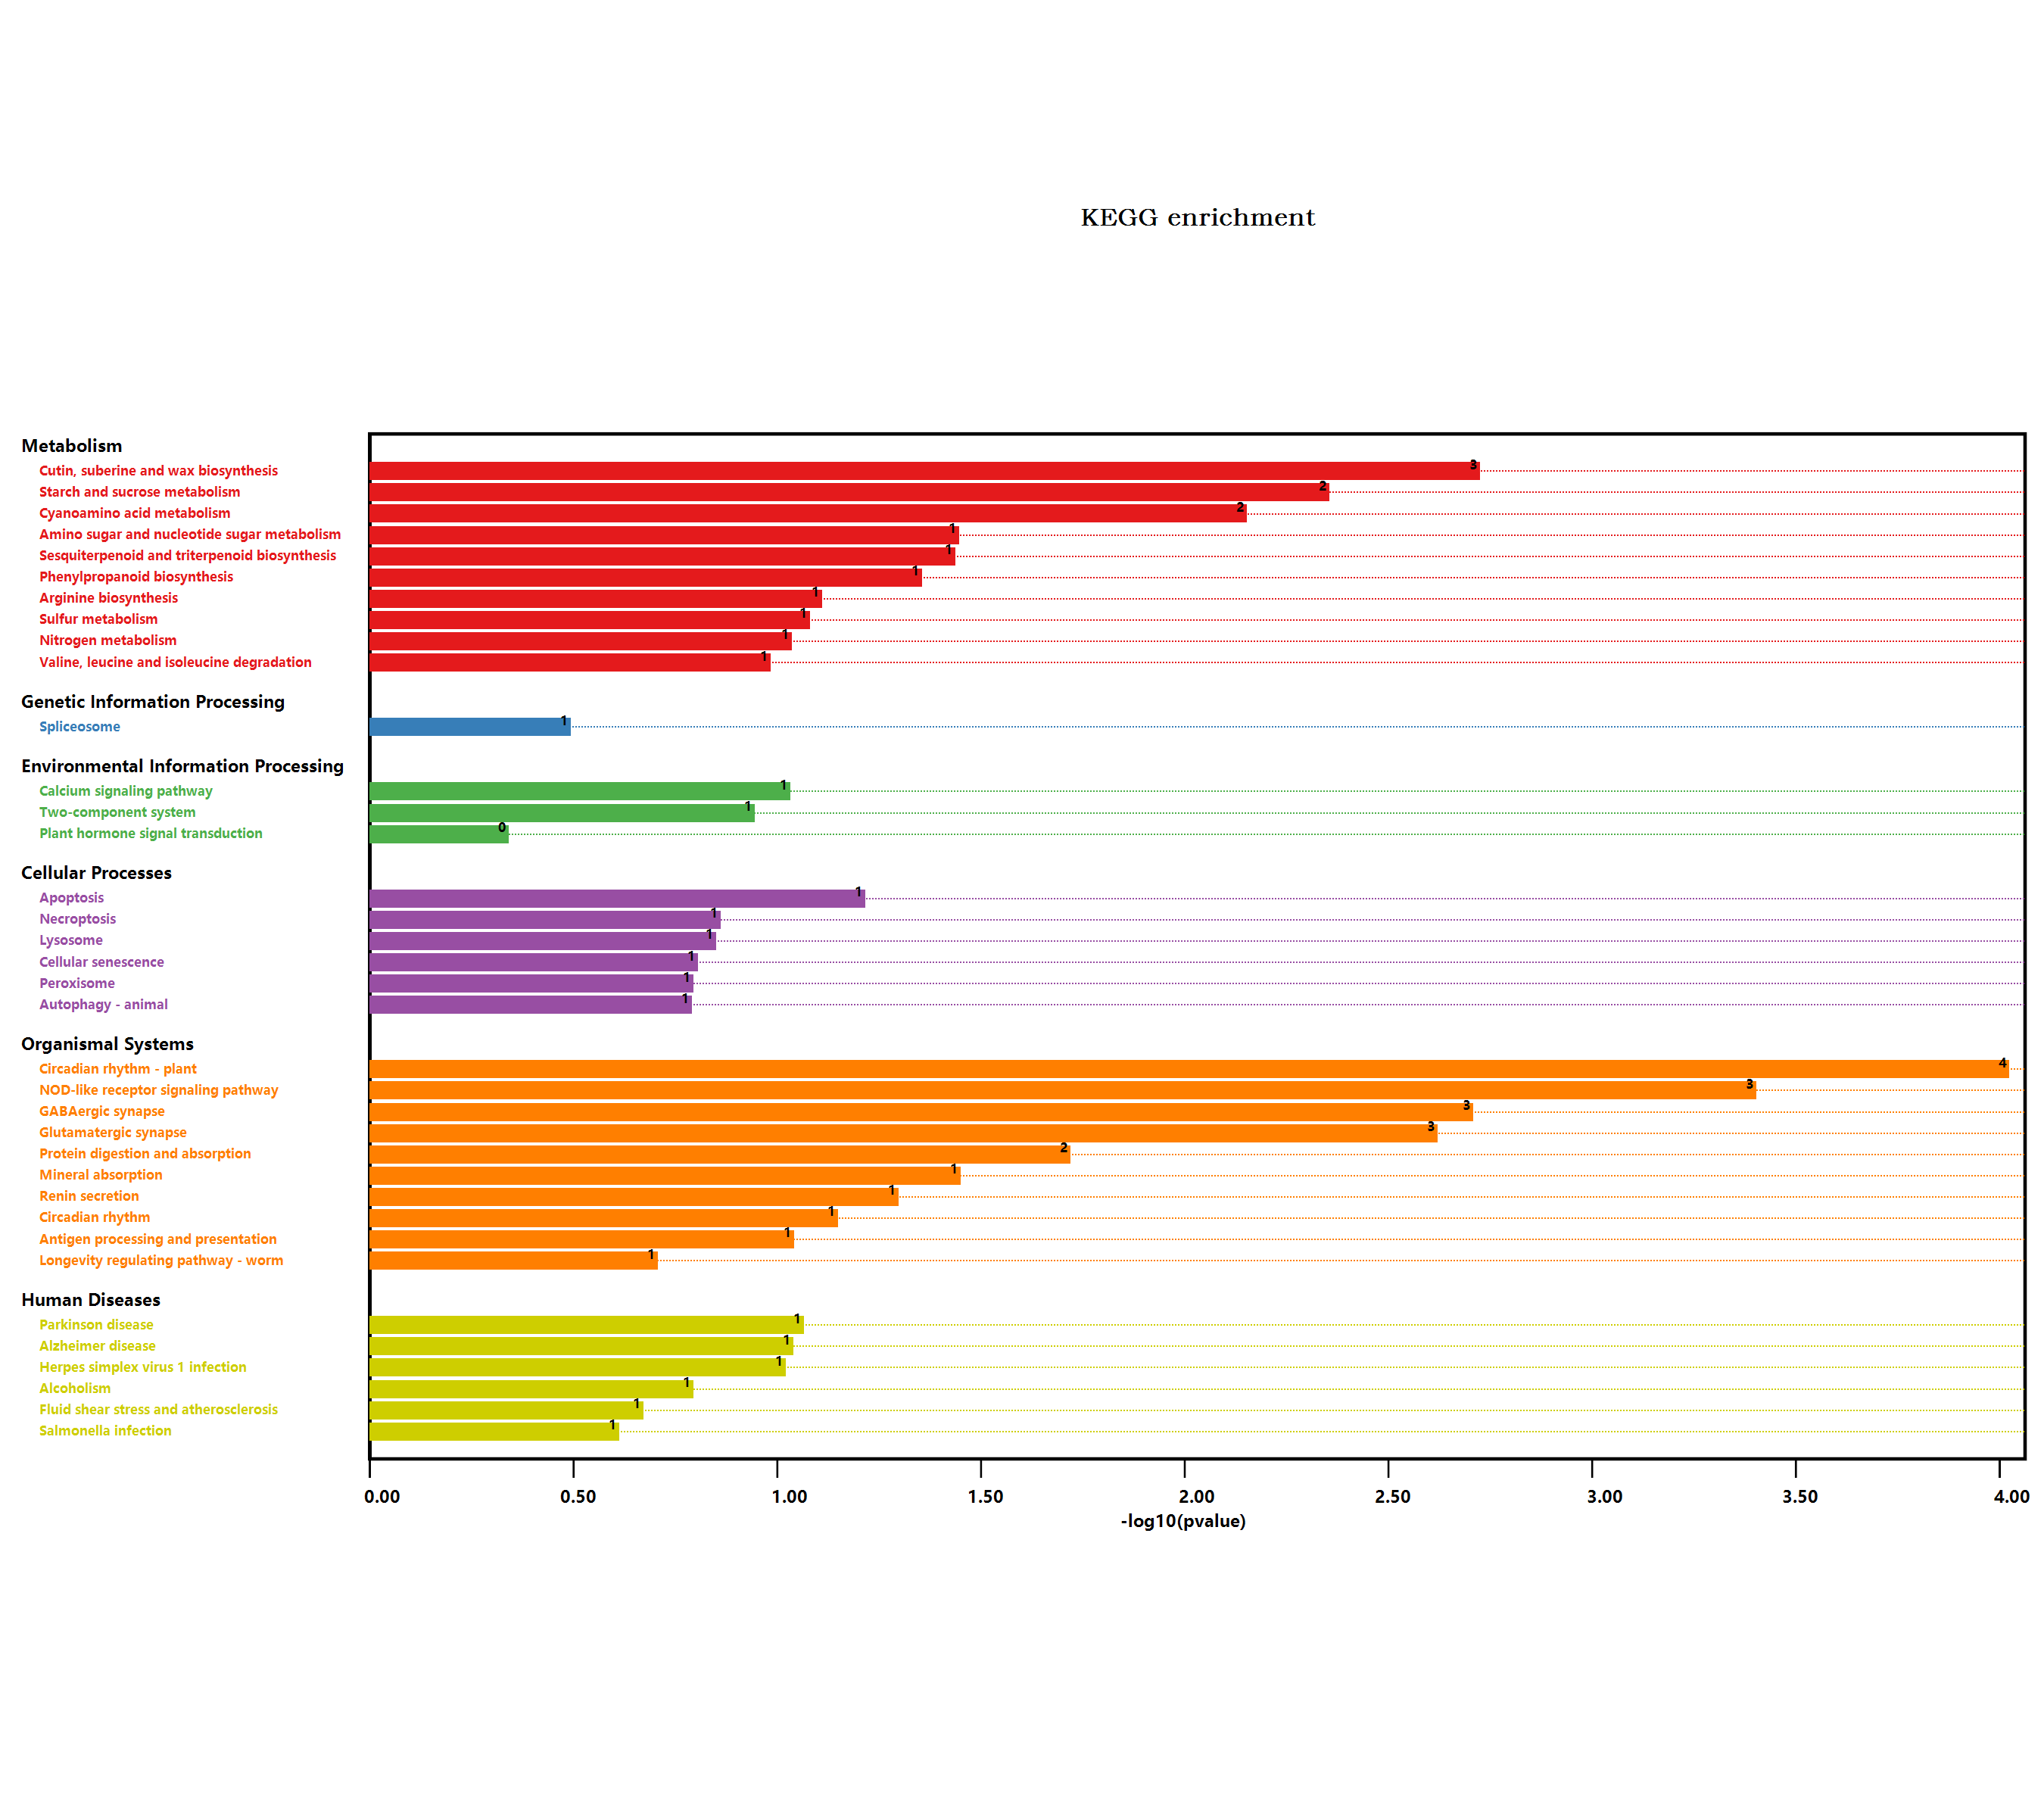 KEGG enrichment
Metabolism
Cutin, suberine and wax biosynthesis 3
Starch and sucrose metabolism 2
Cyanoamino acid metabolism 2
Amino sugar and nucleotide sugar metabolism 1
Sesquiterpenoid and triterpenoid biosynthesis 1
Phenylpropanoid biosynthesis 1
Arginine biosynthesis 1
Sulfur metabolism 1
Nitrogen metabolism 1
Valine, leucine and isoleucine degradation 1
Genetic Information Processing
Spliceosome 1
Environmental Information Processing
Calcium signaling pathway 1
Two-component system 1
Plant hormone signal transduction 0
Cellular Processes
Apoptosis 1
Necroptosis 1
Lysosome 1
Cellular senescence 1
Peroxisome 1
Autophagy - animal 1
Organismal Systems
Circadian rhythm - plant 4
NOD-like receptor signaling pathway 3
GABAergic synapse 3
Glutamatergic synapse 3
Protein digestion and absorption 2
Mineral absorption 1
Renin secretion 1
Circadian rhythm 1
Antigen processing and presentation 1
Longevity regulating pathway - worm 1
Human Diseases
Parkinson disease 1
Alzheimer disease 1
Herpes simplex virus 1 infection 1
Alcoholism 1
Fluid shear stress and atherosclerosis 1
Salmonella infection 1
0.00 0.50 1.00 1.50 2.00 2.50 3.00 3.50 4.00
-log10(pvalue)